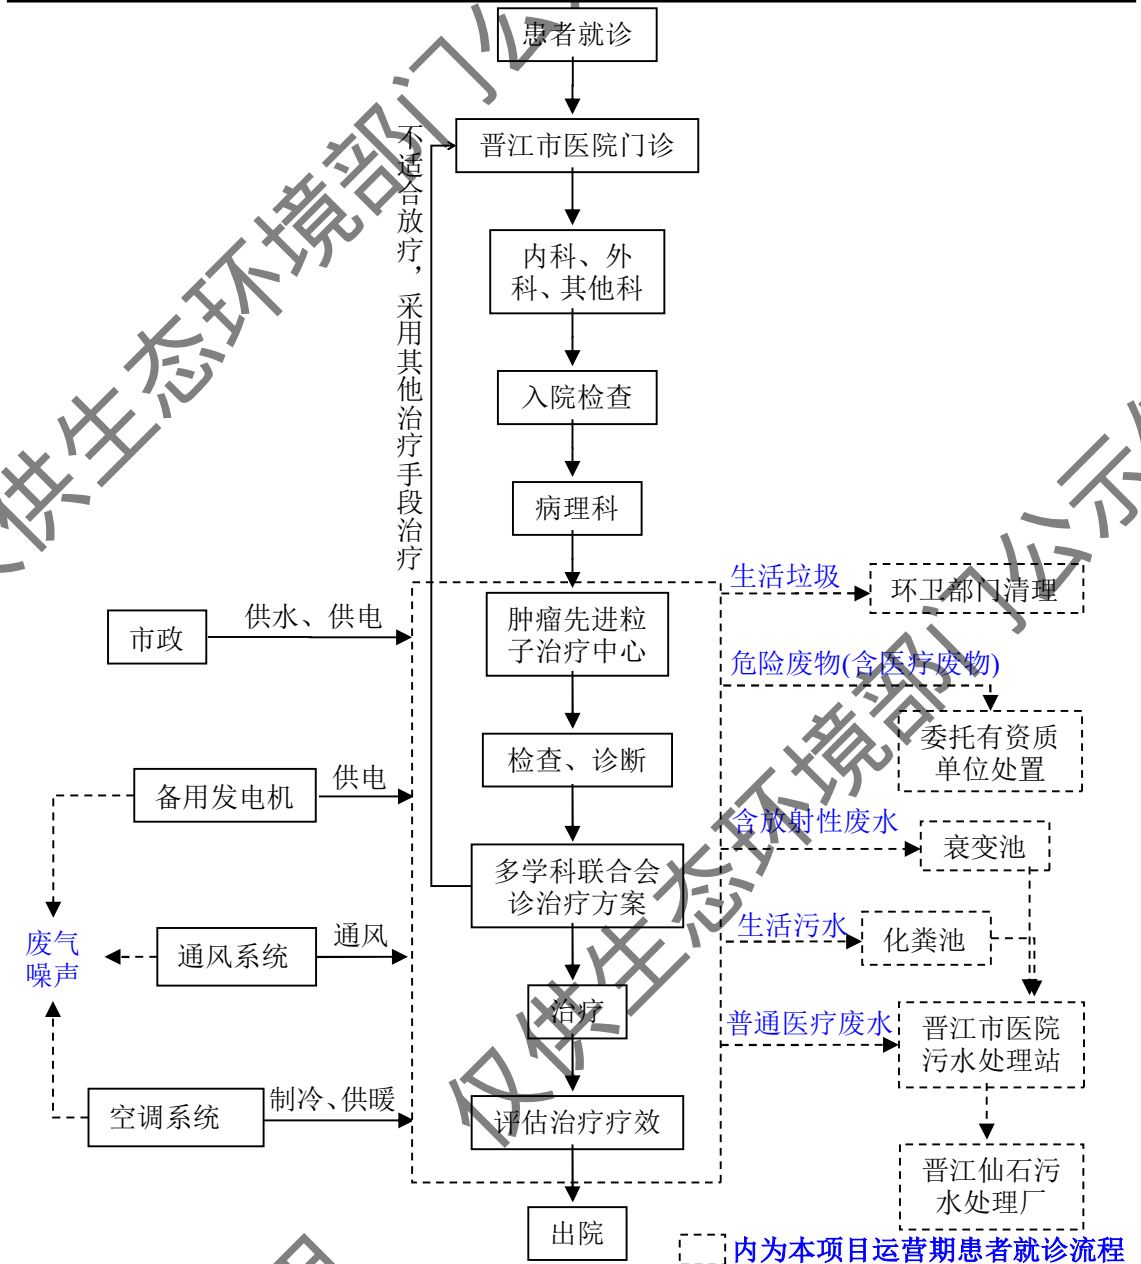 患者就诊
晋江市医院门诊
不适合放疗，采用其他治疗手段治疗
内科、外
科、其他科
入院检查
病理科
肿瘤先进粒
子治疗中心
检查、诊断
多学科联合会
诊治疗方案
治疗
评估治疗疗效
出院
市政
供水、供电
备用发电机
供电
废气
噪声
通风系统
通风
空调系统
制冷、供暖
生活垃圾
环卫部门清理
危险废物(含医疗废物)
委托有资质
单位处置
含放射性废水
衰变池
生活污水
化粪池
普通医疗废水
晋江市医院
污水处理站
晋江仙石污
水处理厂
内为本项目运营期患者就诊流程
仅供生态环境部门公示
仅供生态环境部门公示